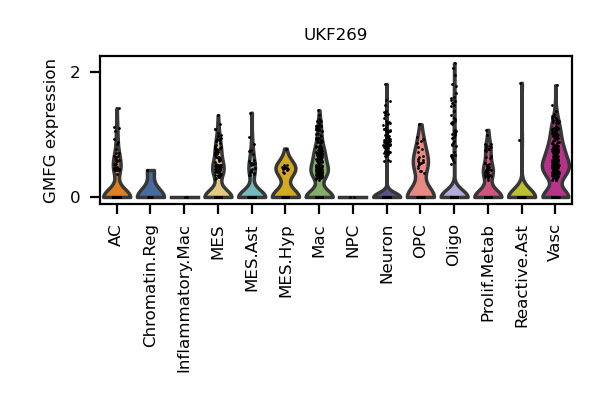 UKF269
GMFG expression
2
0
AC
Chromatin.Reg
Inflammatory.Mac
MES
MES.Ast
MES.Hyp
Mac
NPC
Neuron
OPC
Oligo
Prolif.Metab
Reactive.Ast
Vasc